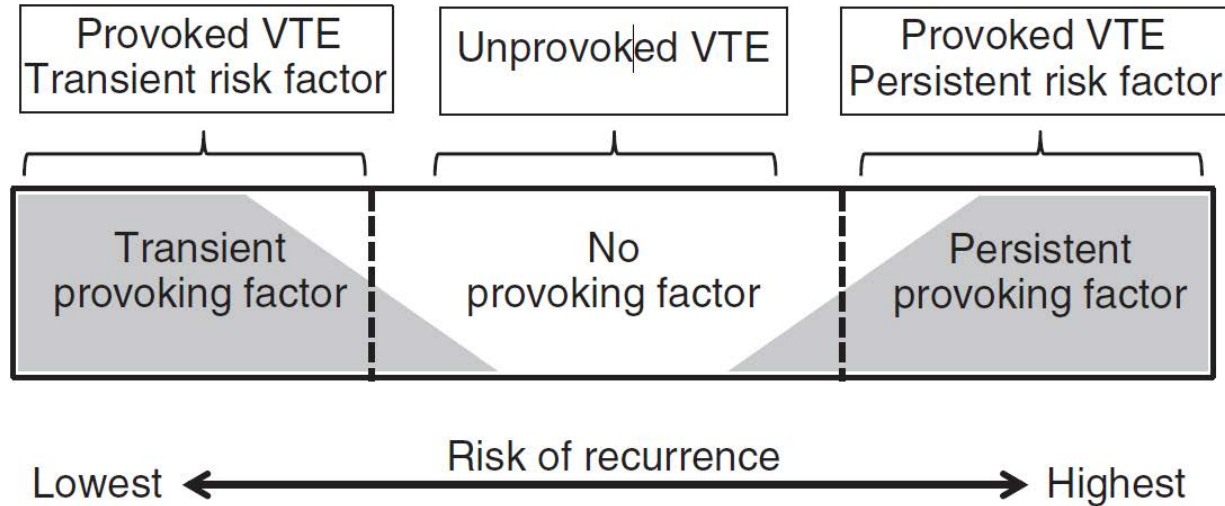 Provoked VTE
Transient risk factor
Unprovoked VTE
Provoked VTE
Persistent risk factor
Transient
provoking factor
No
provoking factor
Persistent
provoking factor
Risk of recurrence
Lowest
Highest